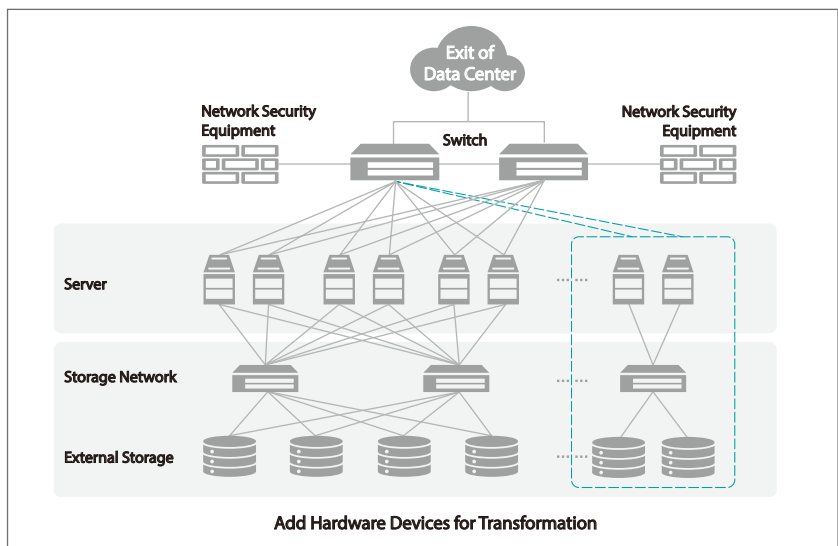 Exit of
Data Center
Network Security
Equipment
Switch
Network Security
Equipment
Server
Storage Network
External Storage
Add Hardware Devices for Transformation